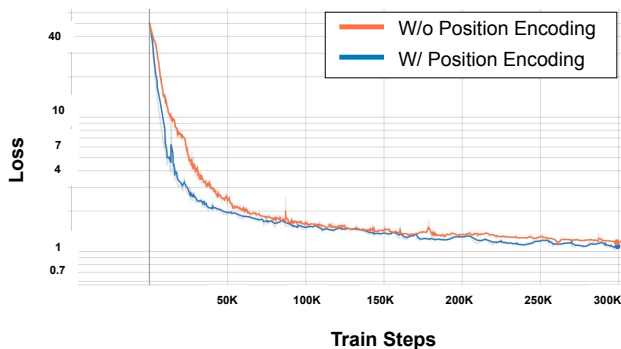 W/o Position Encoding
W/ Position Encoding
40
10
7
4
1
0.7
Loss
50K
100K
150K
200K
250K
300K
Train Steps